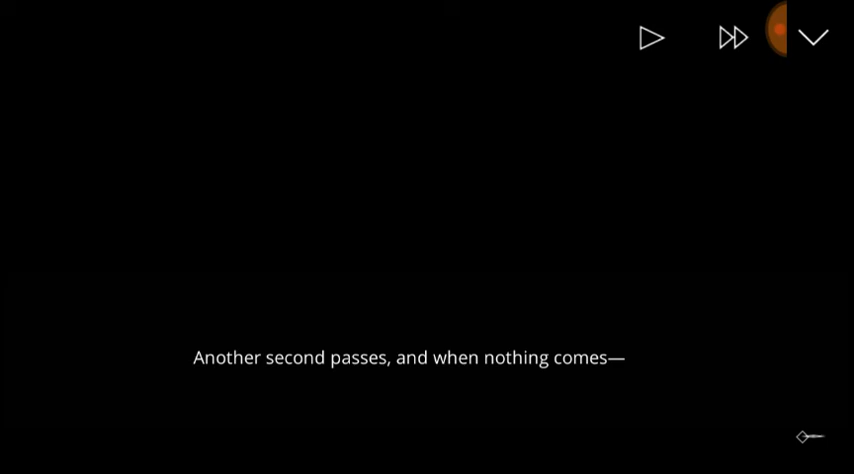 Another second passes, and when nothing comes—